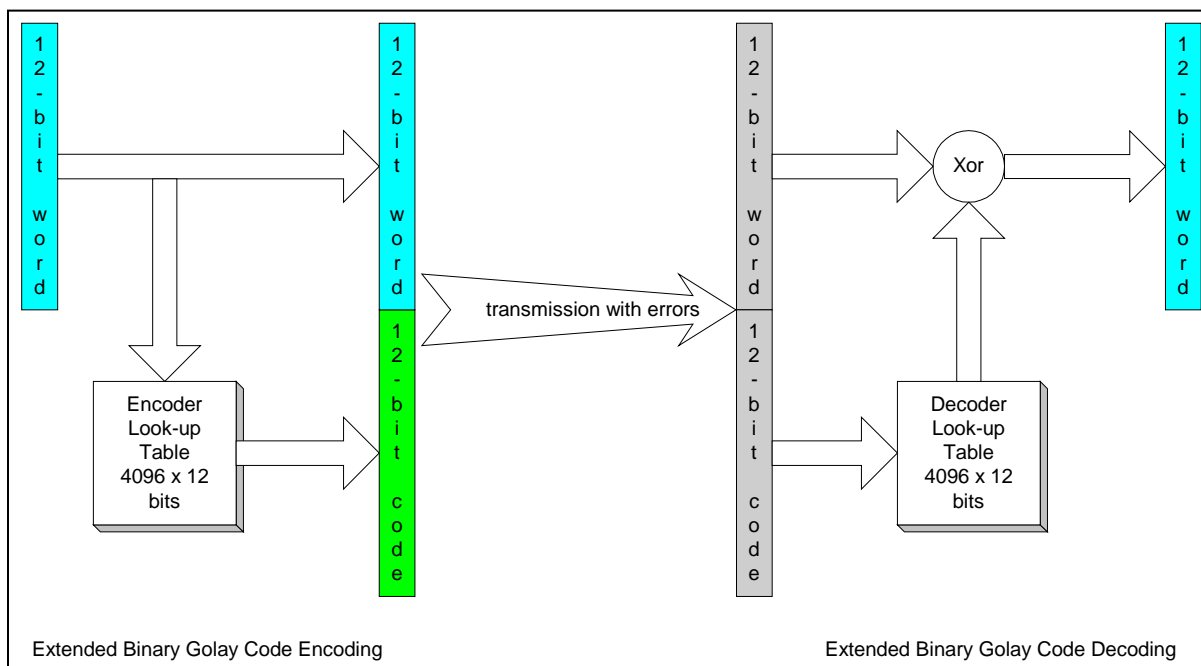 12-bit word
12-bit word
12-bit code
Encoder
Look-up
Table
4096 x 12
bits
transmission with errors
12-bit word
12-bit code
Xor
Decoder
Look-up
Table
4096 x 12
bits
12-bit word
Extended Binary Golay Code Encoding
Extended Binary Golay Code Decoding